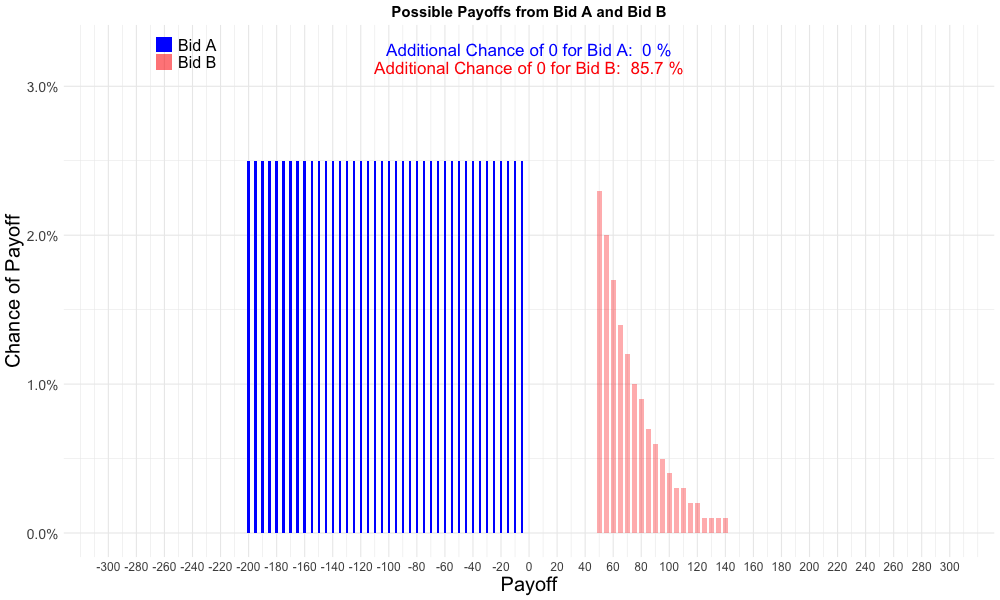 Possible Payoffs from Bid A and Bid B
Bid A
Bid B
Additional Chance of 0 for Bid A:  0 %
Additional Chance of 0 for Bid B:  85.7 %
Chance of Payoff
3.0%
2.0%
1.0%
0.0%
-300 -280 -260 -240 -220 -200 -180 -160 -140 -120 -100 -80 -60 -40 -20 0 20 40 60 80 100 120 140 160 180 200 220 240 260 280 300
Payoff